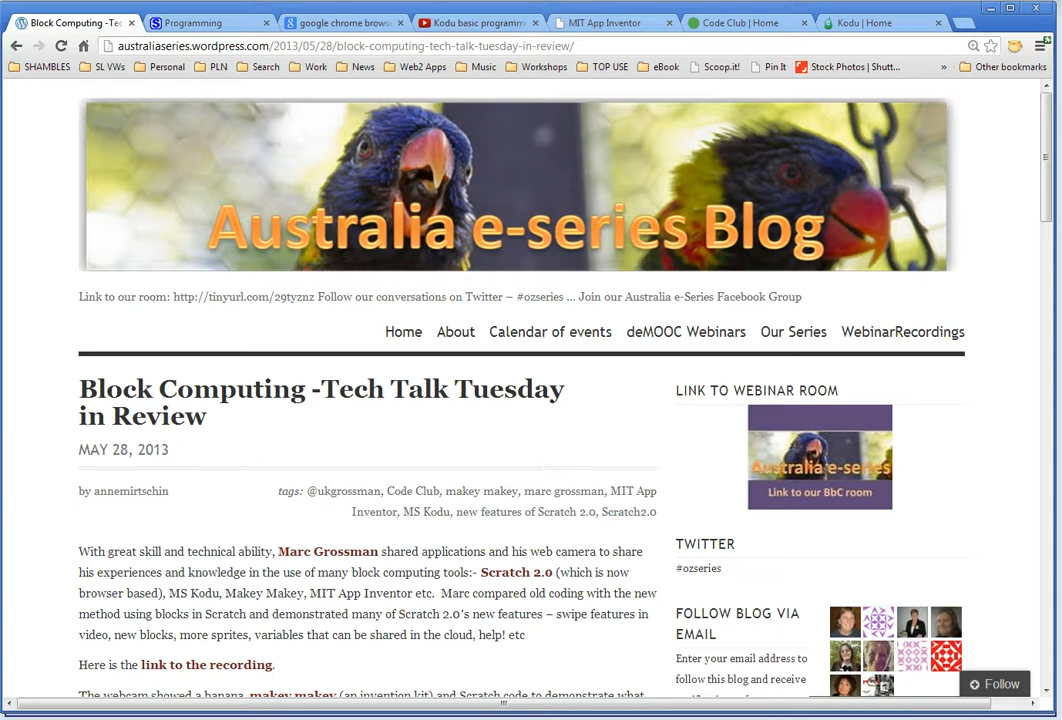 Block Computing -Tec
Programming
google chrome brows
Kodu basic programm
MIT App Inventor
Code Club | Home
Kodu | Home
australiaseries.wordpress.com/2013/05/28/block-computing-tech-talk-tuesday-in-review/
SHAMBLES SL VWs Personal PLN Search Work News Web2 Apps Music Workshops TOP USE eBook Scoop.it! Pin It Stock Photos | Shutt... » Other bookmarks
Australia e-series Blog
Link to our room: http://tinyurl.com/29tyznz Follow our conversations on Twitter – #ozseries ... Join our Australia e-Series Facebook Group
Home About Calendar of events deMOOC Webinars Our Series WebinarRecordings
Block Computing -Tech Talk Tuesday
in Review
MAY 28, 2013
by annemirtschin
tags: @ukgrossman, Code Club, makey makey, marc grossman, MIT App
Inventor, MS Kodu, new features of Scratch 2.0, Scratch2.0
With great skill and technical ability, Marc Grossman shared applications and his web camera to share
his experiences and knowledge in the use of many block computing tools:- Scratch 2.0 (which is now
browser based), MS Kodu, Makey Makey, MIT App Inventor etc. Marc compared old coding with the new
method using blocks in Scratch and demonstrated many of Scratch 2.0's new features – swipe features in
video, new blocks, more sprites, variables that can be shared in the cloud, help! etc
Here is the link to the recording.
The webcam showed a banana, makey makey (an invention kit) and Scratch code to demonstrate what
LINK TO WEBINAR ROOM
Australia e-series
Link to our BbC room
TWITTER
#ozseries
FOLLOW BLOG VIA
EMAIL
Enter your email address to
follow this blog and receive
Follow